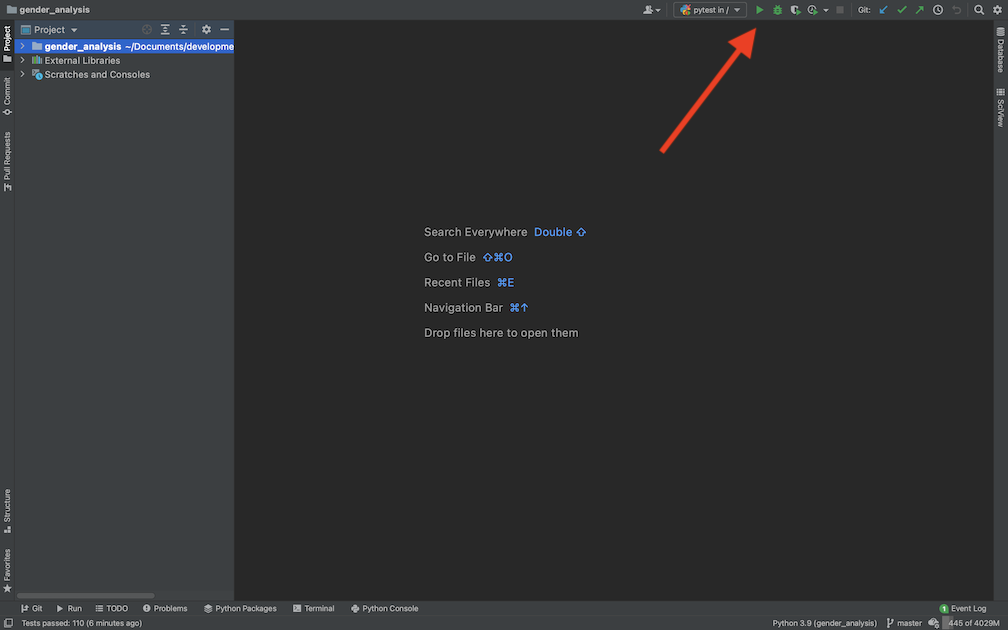 gender_analysis
pytest in /
Git:
Project
Project
gender_analysis ~/Documents/developme
External Libraries
Scratches and Consoles
Commit
Pull Requests
Structure
Favorites
Database
SciView
Search Everywhere Double ⇧
Go to File ⇧⌘O
Recent Files ⌘E
Navigation Bar ⌘↑
Drop files here to open them
Git Run TODO Problems Python Packages Terminal Python Console 1 Event Log
Tests passed: 110 (6 minutes ago) Python 3.9 (gender_analysis) master 445 of 4029M